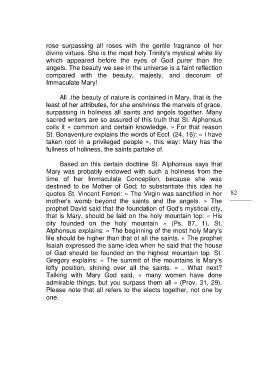 rose surpassing all roses with the gentle fragrance of her
divine virtues. She is the most holy Trinity's mystical white lily
which appeared before the eyes of God purer than the
angels. The beauty we see in the universe is a faint reflection
compared with the beauty, majesty, and decorum of
Immaculate Mary!
All .the beauty of nature is contained in Mary, that is the
least of her attributes, for she enshrines the marvels of grace,
surpassing in holiness all saints and angels together. Many
sacred writers are so assured of this truth that St. Alphonsus
colls it « common and certain knowledge. » For that reason
St. Bonaventure explains the words of Eccl (24, 16): « I have
taken root in a privileged people «, this way: Mary has the
fullness of holiness, the saints partake of.
Based on this certain doctrine St. Alphonsus says that
Mary was probably endowed with such a holiness from the
time of her Immaculate Conception, because she was
destined to be Mother of God; to substantiate this idea he
quotes St. Vincent Ferreri: « The Virgin was sanctified in her
mother's womb beyond the saints and the angels. » The
prophet David said that the foundation of God's mystical city,
that is Mary, should be laid on the holy mountain top: « His
city founded on the holy mountain » (Ps. 87, 1). St.
Alphonsus explains: « The beginning of the most holy Mary's
life should be higher than that of all the saints. » The prophet
Isaiah expressed the same idea when he said that the house
of Gad should be founded on the highest mountain top. St.
Gregory explains: « The summit of the mountains is Mary's
lofty position, shining over all the saints. » . What next?
Talking with Mary God said, « many women have done
admirable things, but you surpass them all » (Prov. 31, 29).
Please note that all refers to the elects together, not one by
one.
82